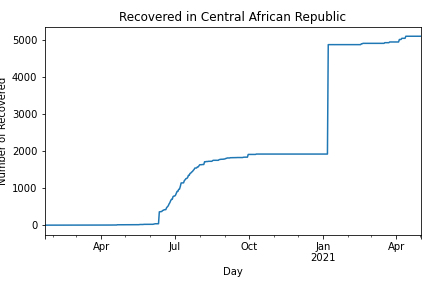 Recovered in Central African Republic
Number of Recovered
5000
4000
3000
2000
1000
0
Apr Jul Oct Jan Apr
2021
Day